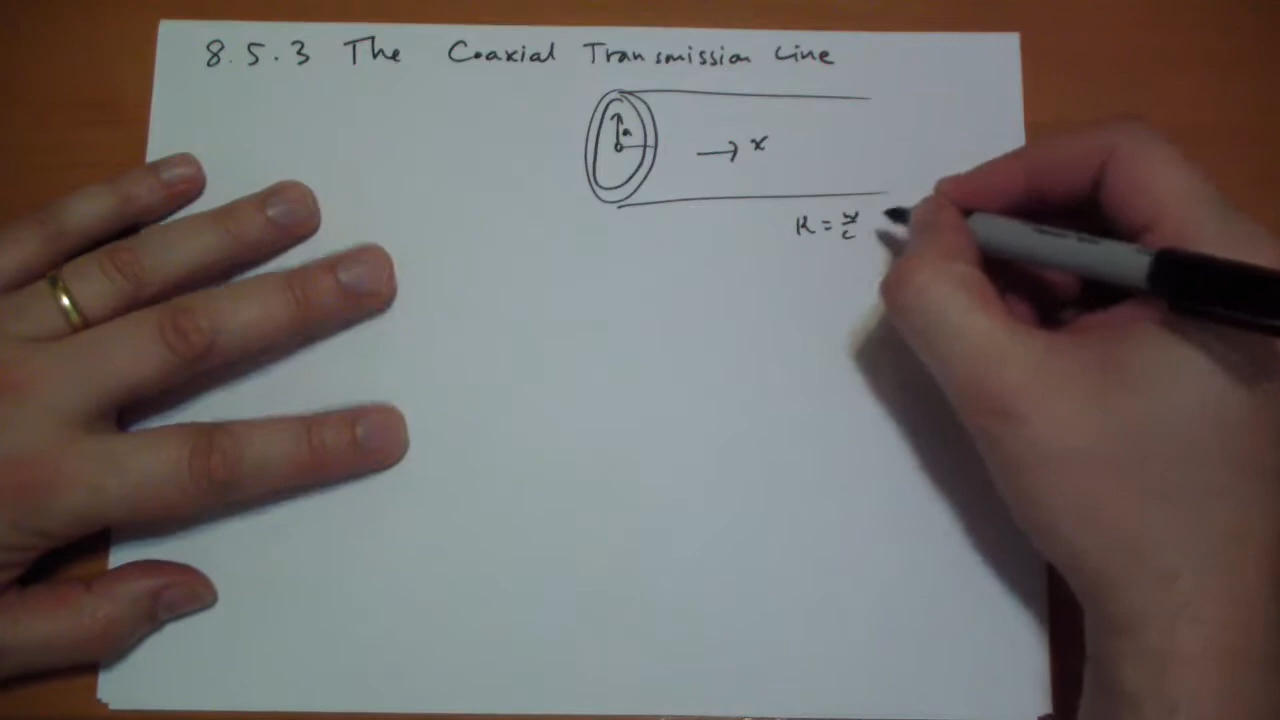 8.5.3 The Coaxial Transmission Line
a
→ x
K = w/c